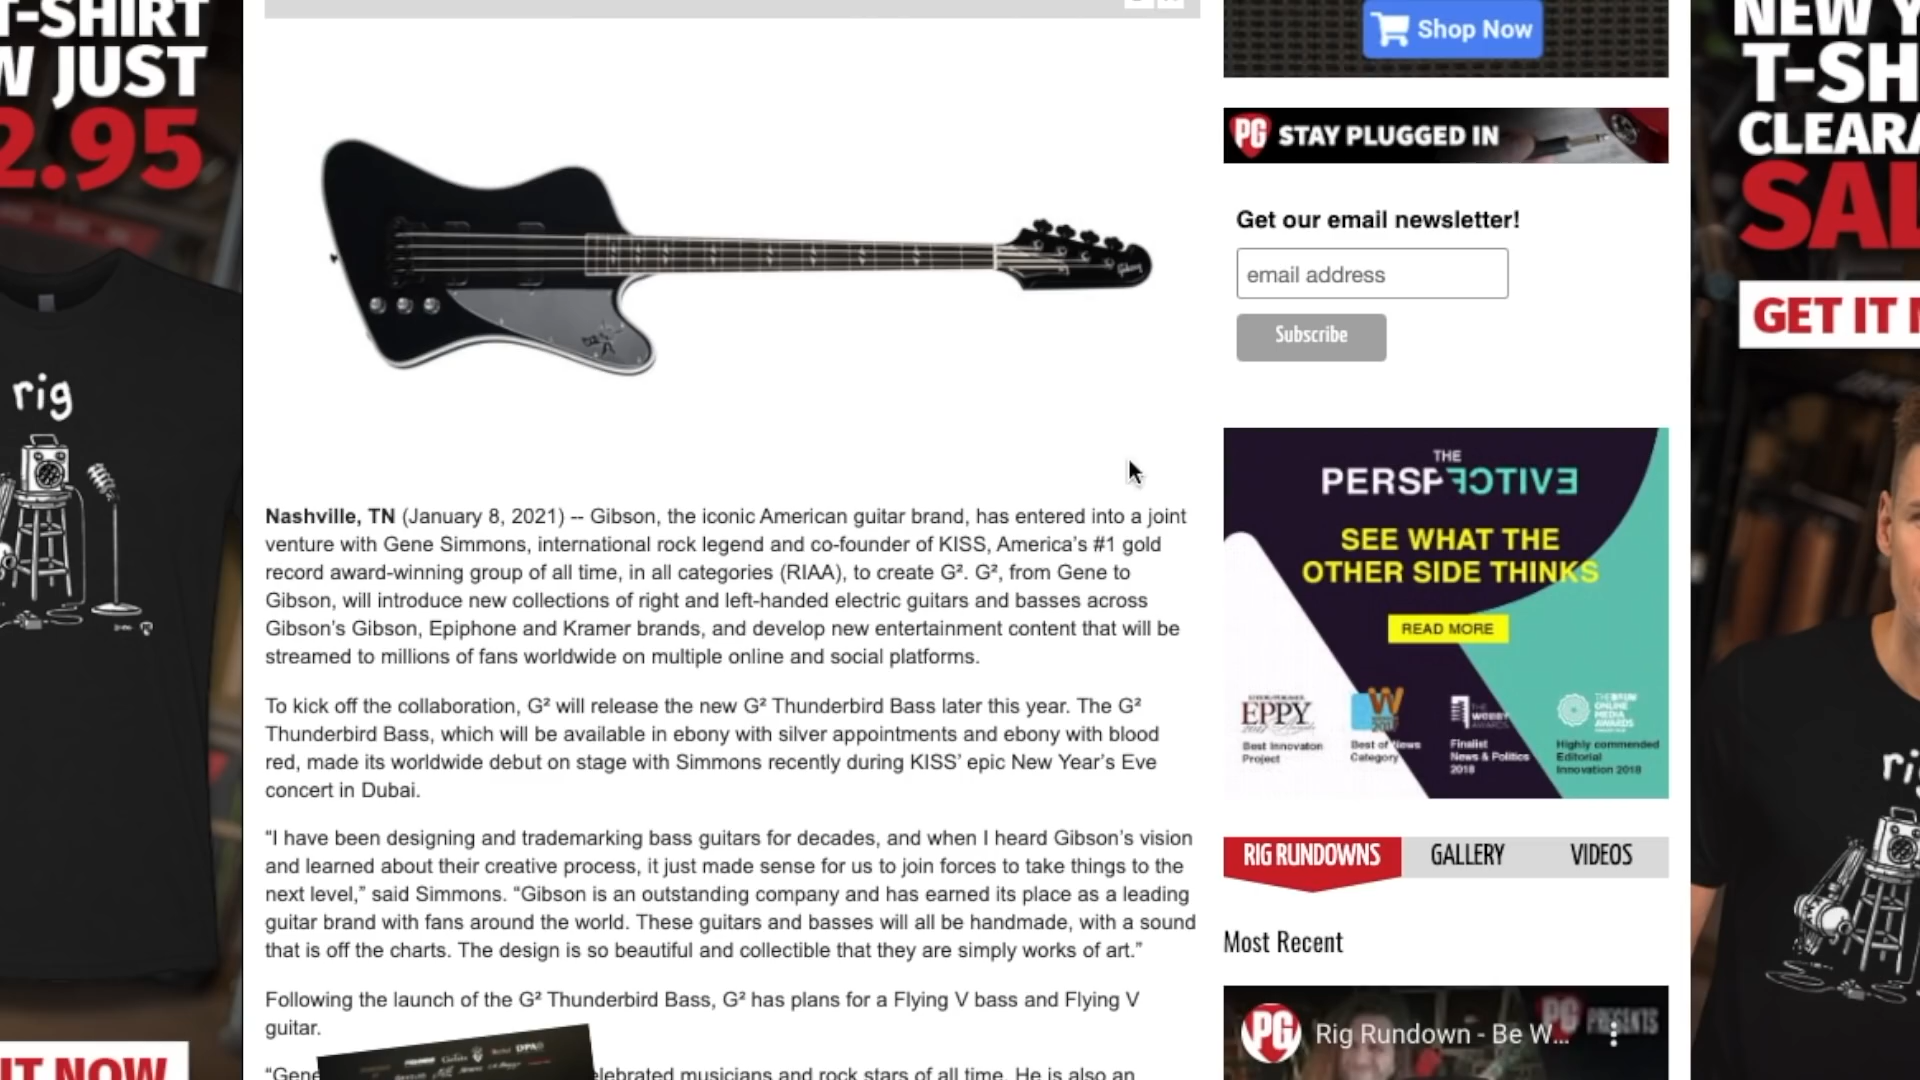 T-SHIRT
W JUST
2.95
rig
IT NOW
Gibson
Nashville, TN (January 8, 2021) -- Gibson, the iconic American guitar brand, has entered into a joint
venture with Gene Simmons, international rock legend and co-founder of KISS, America’s #1 gold
record award-winning group of all time, in all categories (RIAA), to create G². G², from Gene to
Gibson, will introduce new collections of right and left-handed electric guitars and basses across
Gibson’s Gibson, Epiphone and Kramer brands, and develop new entertainment content that will be
streamed to millions of fans worldwide on multiple online and social platforms.
To kick off the collaboration, G² will release the new G² Thunderbird Bass later this year. The G²
Thunderbird Bass, which will be available in ebony with silver appointments and ebony with blood
red, made its worldwide debut on stage with Simmons recently during KISS’ epic New Year’s Eve
concert in Dubai.
“I have been designing and trademarking bass guitars for decades, and when I heard Gibson’s vision
and learned about their creative process, it just made sense for us to join forces to take things to the
next level,” said Simmons. “Gibson is an outstanding company and has earned its place as a leading
guitar brand with fans around the world. These guitars and basses will all be handmade, with a sound
that is off the charts. The design is so beautiful and collectible that they are simply works of art.”
Following the launch of the G² Thunderbird Bass, G² has plans for a Flying V bass and Flying V
guitar.
“Gene
elebrated musicians and rock stars of all time. He is also an
Shop Now
PG STAY PLUGGED IN
Get our email newsletter!
email address
Subscribe
THE
PERSPECTIVE
SEE WHAT THE
OTHER SIDE THINKS
READ MORE
EPPY
Best Innovaton
Project
W
Best of News
Category
Finalist
News & Politics
2018
Highly commended
Editorial
Innovation 2018
RIG RUNDOWNS GALLERY VIDEOS
Most Recent
PG Rig Rundown - Be W...
PG PRESENTS
NEW Y
T-SH
CLEARA
SAL
GET IT N
rig